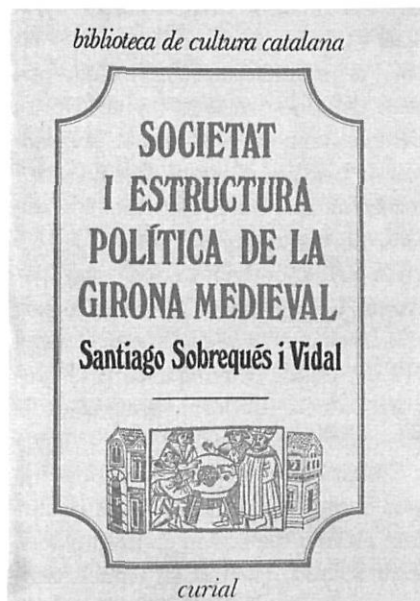 biblioteca de cultura catalana
SOCIETAT
I ESTRUCTURA
POLÍTICA DE LA
GIRONA MEDIEVAL
Santiago Sobrequés i Vidal
curial